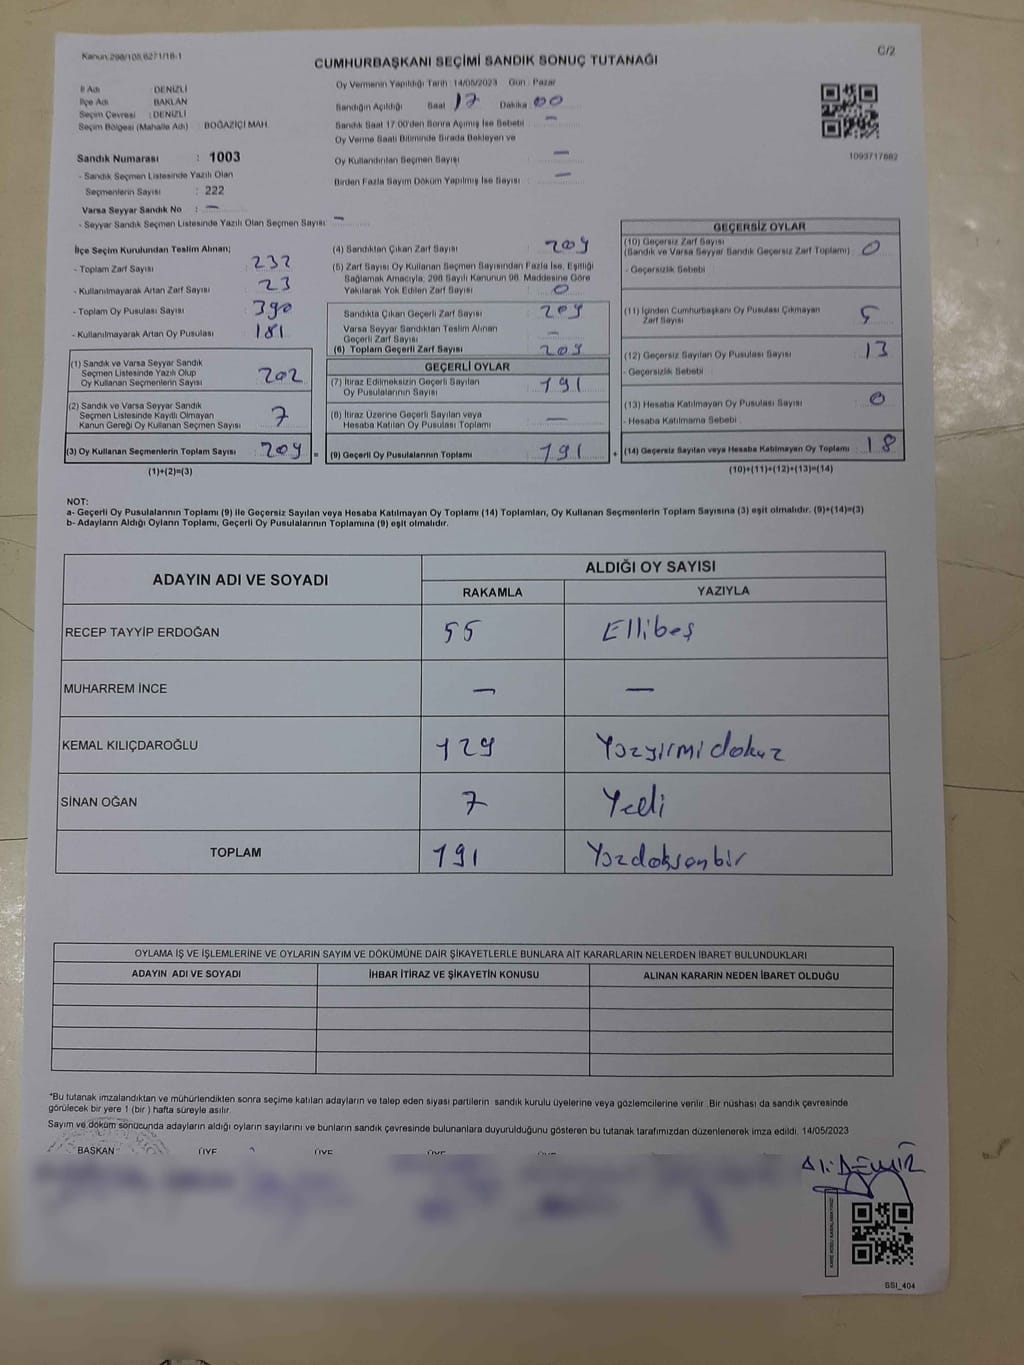 Kanun:298/105,6271/16-1
C/2
CUMHURBAŞKANI SEÇİMİ SANDIK SONUÇ TUTANAĞI
İl Adı : DENİZLİ
İlçe Adı : BAKLAN
Seçim Çevresi : DENİZLİ
Seçim Bölgesi (Mahalle Adı) : BOĞAZİÇİ MAH.
Sandık Numarası : 1003
- Sandık Seçmen Listesinde Yazılı Olan
Seçmenlerin Sayısı : 222
Varsa Seyyar Sandık No : —
- Seyyar Sandık Seçmen Listesinde Yazılı Olan Seçmen Sayısı : —
Oy Vermenin Yapıldığı Tarih : 14/05/2023 Gün : Pazar
Sandığın Açıldığı Saat 17 Dakika 00
Sandık Saat 17:00'den Sonra Açımış İse Sebebi : —
Oy Verme Saati Bitiminde Sırada Bekleyen ve
Oy Kullandırılan Seçmen Sayısı : —
Birden Fazla Sayım Döküm Yapılmış İse Sayısı : —
1093717682
İlçe Seçim Kurulundan Teslim Alınan;
- Toplam Zarf Sayısı : 232
- Kullanılmayarak Artan Zarf Sayısı : 23
- Toplam Oy Pusulası Sayısı : 390
- Kullanılmayarak Artan Oy Pusulası : 181
(1) Sandık ve Varsa Seyyar Sandık
Seçmen Listesinde Yazılı Olup
Oy Kullanan Seçmenlerin Sayısı : 202
(2) Sandık ve Varsa Seyyar Sandık
Seçmen Listesinde Kayıtlı Olmayan
Kanun Gereği Oy Kullanan Seçmen Sayısı : 7
(3) Oy Kullanan Seçmenlerin Toplam Sayısı : 209 =
(1)+(2)=(3)
(4) Sandıktan Çıkan Zarf Sayısı : 209
(5) Zarf Sayısı Oy Kullanan Seçmen Sayısından Fazla İse, Eşitliği
Sağlamak Amacıyla; 298 Sayılı Kanunun 98. Maddesine Göre
Yakılarak Yok Edilen Zarf Sayısı : 0
Sandıkta Çıkan Geçerli Zarf Sayısı : 209
Varsa Seyyar Sandıktan Teslim Alınan
Geçerli Zarf Sayısı : —
(6) Toplam Geçerli Zarf Sayısı : 209
GEÇERLİ OYLAR
(7) İtiraz Edilmeksizin Geçerli Sayılan
Oy Pusulalarının Sayısı : 191
(8) İtiraz Üzerine Geçerli Sayılan veya
Hesaba Katılan Oy Pusulası Toplamı : —
(9) Geçerli Oy Pusulalarının Toplamı : 191 +
GEÇERSİZ OYLAR
(10) Geçersiz Zarf Sayısı
(Sandık ve Varsa Seyyar Sandık Geçersiz Zarf Toplamı) : 0
- Geçersizlik Sebebi
(11) İçinden Cumhurbaşkanı Oy Pusulası Çıkmayan
Zarf Sayısı : 5
(12) Geçersiz Sayılan Oy Pusulası Sayısı : 13
- Geçersizlik Sebebi
(13) Hesaba Katılmayan Oy Pusulası Sayısı : 0
- Hesaba Katılmama Sebebi
(14) Geçersiz Sayılan veya Hesaba Katılmayan Oy Toplamı : 18
(10)+(11)+(12)+(13)=(14)
NOT:
a- Geçerli Oy Pusulalarının Toplamı (9) ile Geçersiz Sayılan veya Hesaba Katılmayan Oy Toplamı (14) Toplamları, Oy Kullanan Seçmenlerin Toplam Sayısına (3) eşit olmalıdır. (9)+(14)=(3)
b- Adayların Aldığı Oyların Toplamı, Geçerli Oy Pusulalarının Toplamına (9) eşit olmalıdır.
ADAYIN ADI VE SOYADI
ALDIĞI OY SAYISI
RAKAMLA YAZIYLA
RECEP TAYYİP ERDOĞAN 55 Ellibeş
MUHARREM İNCE — —
KEMAL KILIÇDAROĞLU 129 Yüzyirmidokuz
SİNAN OĞAN 7 Yedi
TOPLAM 191 Yüzdoksanbir
OYLAMA İŞ VE İŞLEMLERİNE VE OYLARIN SAYIM VE DÖKÜMÜNE DAİR ŞİKAYETLERLE BUNLARA AİT KARARLARIN NELERDEN İBARET BULUNDUKLARI
ADAYIN ADI VE SOYADI İHBAR İTİRAZ VE ŞİKAYETİN KONUSU ALINAN KARARIN NEDEN İBARET OLDUĞU
*Bu tutanak imzalandıktan ve mühürlendikten sonra seçime katılan adayların ve talep eden siyasi partilerin sandık kurulu üyelerine veya gözlemcilerine verilir. Bir nüshası da sandık çevresinde
görülecek bir yere 1 (bir ) hafta süreyle asılır.
Sayım ve döküm sonucunda adayların aldığı oyların sayılarını ve bunların sandık çevresinde bulunanlara duyurulduğunu gösteren bu tutanak tarafımızdan düzenlenerek imza edildi. 14/05/2023
BAŞKAN ÜYE ÜYE ÜYE ÜYE
Ali DEMİR
SSI_404